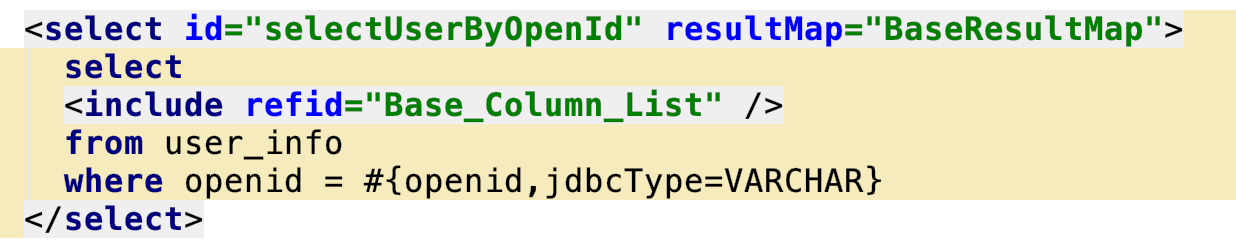 <select id="selectUserByOpenId" resultMap="BaseResultMap">
select
<include refid="Base_Column_List" />
from user_info
where openid = #{openid,jdbcType=VARCHAR}
</select>